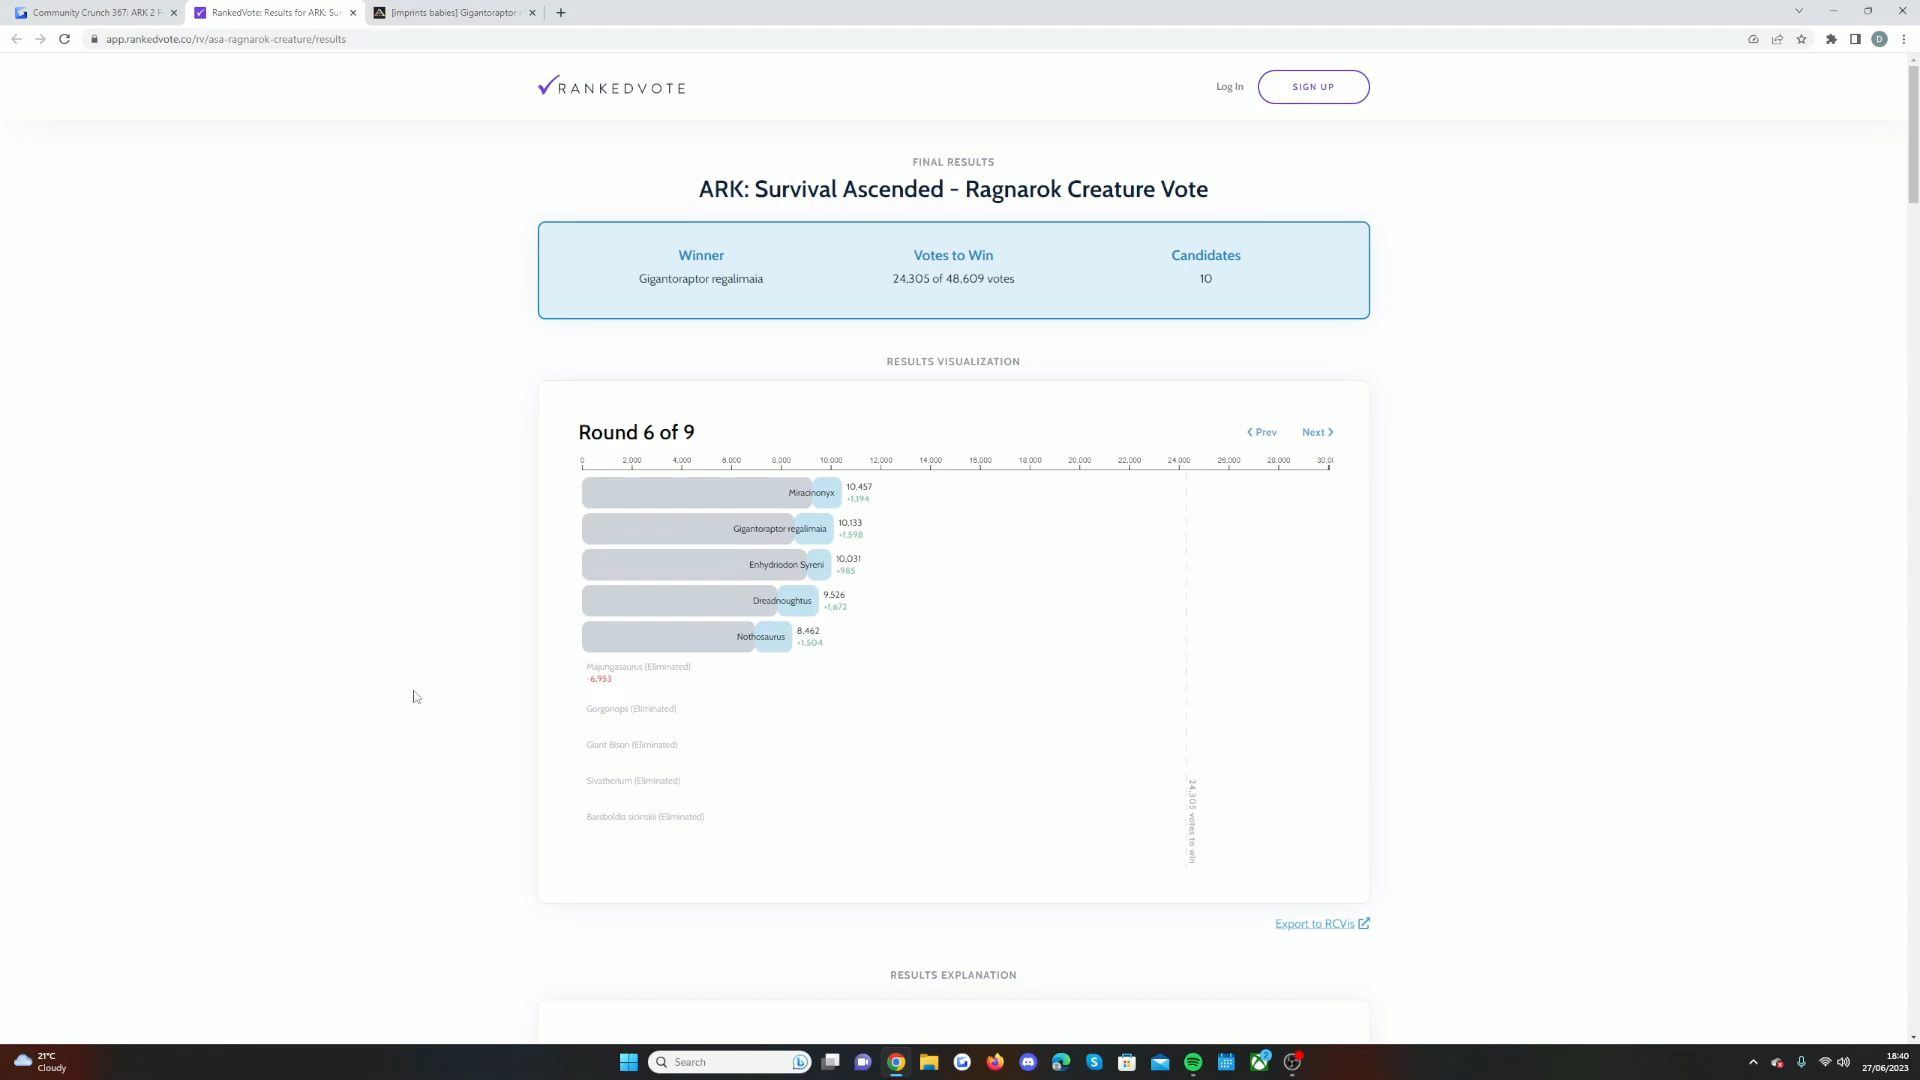 Community Crunch 367: ARK 2 F
RankedVote: Results for ARK: Sur
[imprints babies] Gigantoraptor r
app.rankedvote.co/rv/asa-ragnarok-creature/results
D
RANKEDVOTE
Log In
SIGN UP
FINAL RESULTS
ARK: Survival Ascended - Ragnarok Creature Vote
Winner
Votes to Win
Candidates
Gigantoraptor regalimaia
24,305 of 48,609 votes
10
RESULTS VISUALIZATION
Round 6 of 9
Prev
Next
0 2,000 4,000 6,000 8,000 10,000 12,000 14,000 16,000 18,000 20,000 22,000 24,000 26,000 28,000 30,0
Miracinonyx 10,457
+1,194
Gigantoraptor regalimaia 10,133
+1,598
Enhydriodon Syreni 10,031
+985
Dreadnoughtus 9,526
+1,672
Nothosaurus 8,462
+1,504
Majungasaurus (Eliminated)
-6,953
Gorgonops (Eliminated)
Giant Bison (Eliminated)
Sivatherium (Eliminated)
Barsboldia sicinskii (Eliminated)
24,305 votes to win
Export to RCVis
RESULTS EXPLANATION
21°C
Cloudy
Search
2
18:40
27/06/2023